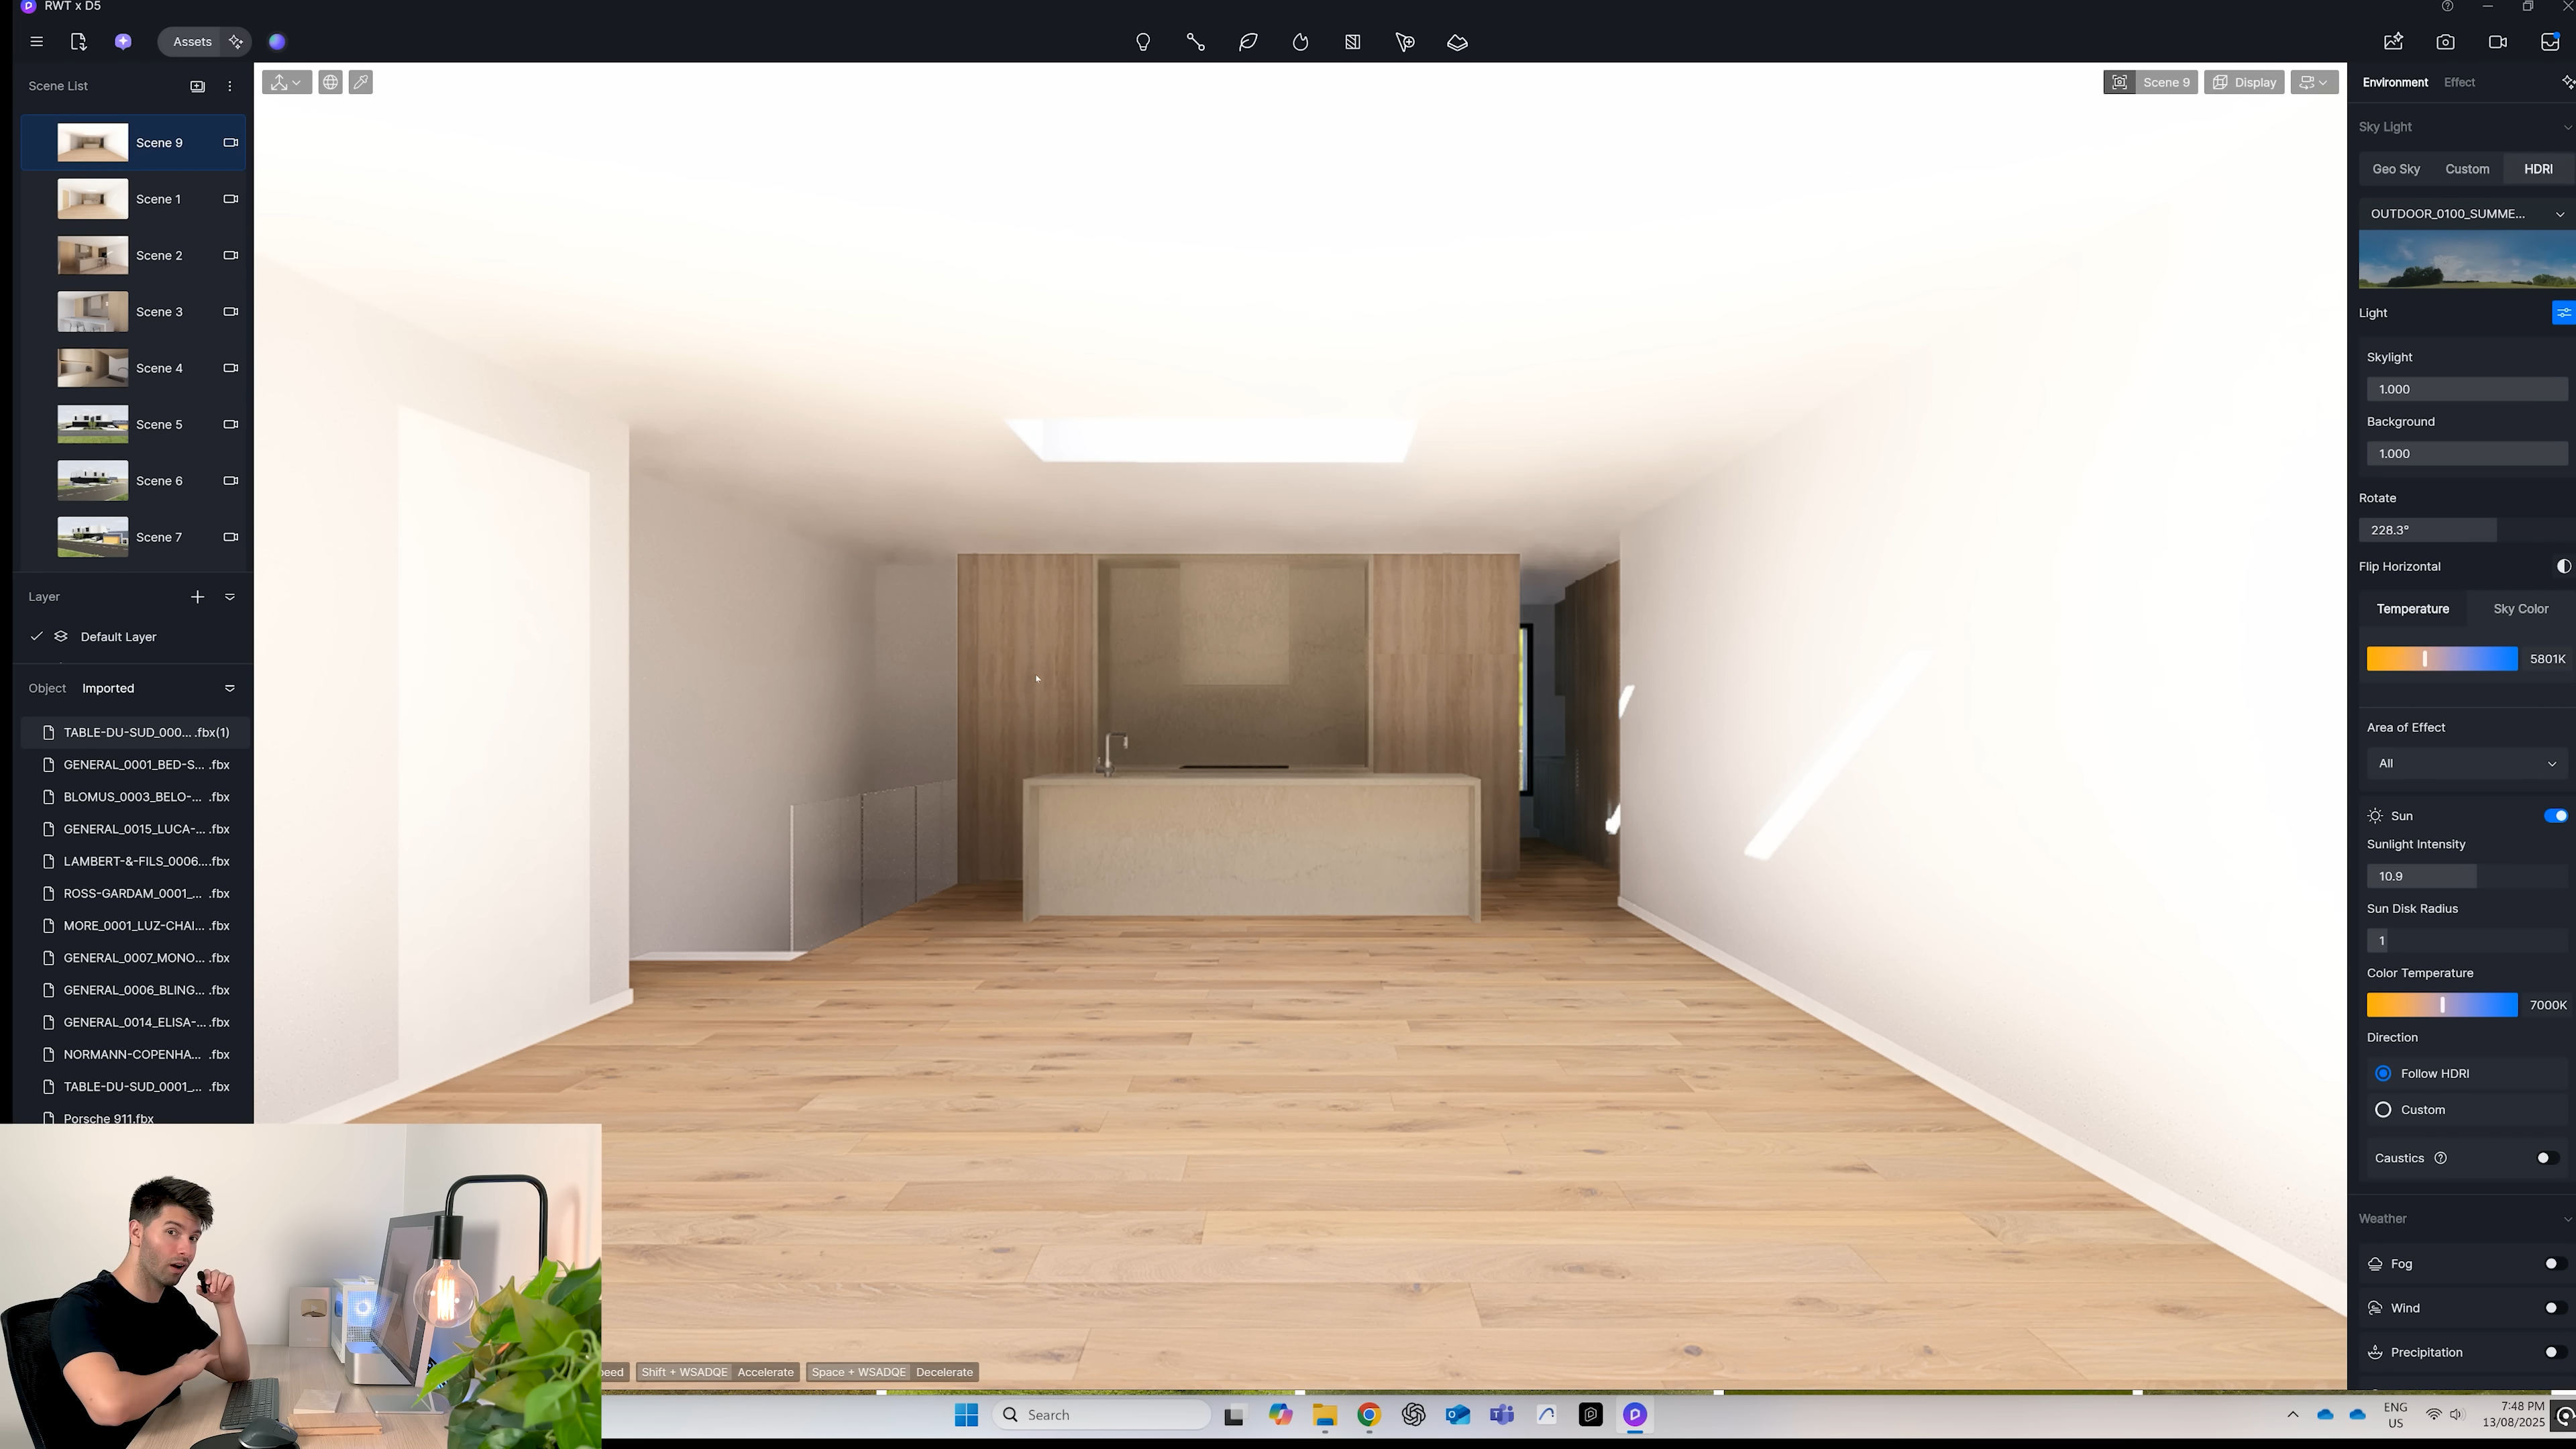 RWT x D5
Assets
Scene List
Scene 9
Scene 1
Scene 2
Scene 3
Scene 4
Scene 5
Scene 6
Scene 7
Layer
Default Layer
Object Imported
TABLE-DU-SUD_000... .fbx(1)
GENERAL_0001_BED-S... .fbx
BLOMUS_0003_BELO-... .fbx
GENERAL_0015_LUCA-... .fbx
LAMBERT-&-FILS_0006... .fbx
ROSS-GARDAM_0001_... .fbx
MORE_0001_LUZ-CHAI... .fbx
GENERAL_0007_MONO... .fbx
GENERAL_0006_BLING... .fbx
GENERAL_0014_ELISA-... .fbx
NORMANN-COPENHA... .fbx
TABLE-DU-SUD_0001_... .fbx
Porsche 911.fbx
Scene 9 Display
Shift + WSADQE Accelerate Space + WSADQE Decelerate
Environment Effect
Sky Light
Geo Sky Custom HDRI
OUTDOOR_0100_SUMME...
Light
Skylight
1.000
Background
1.000
Rotate
228.3°
Flip Horizontal
Temperature Sky Color
5801K
Area of Effect
All
Sun
Sunlight Intensity
10.9
Sun Disk Radius
1
Color Temperature
7000K
Direction
Follow HDRI
Custom
Caustics
Weather
Fog
Wind
Precipitation
Search
ENG
US
7:48 PM
13/08/2025